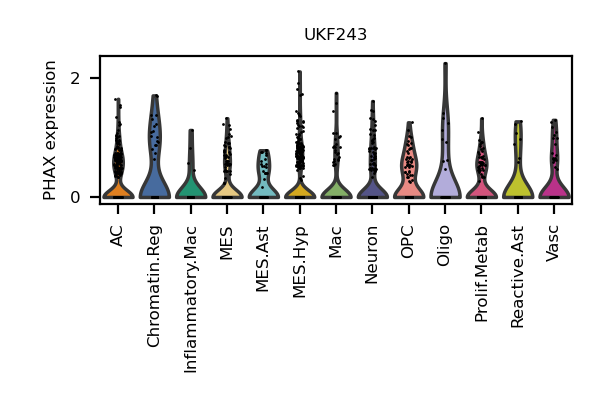 UKF243
PHAX expression
2
0
AC
Chromatin.Reg
Inflammatory.Mac
MES
MES.Ast
MES.Hyp
Mac
Neuron
OPC
Oligo
Prolif.Metab
Reactive.Ast
Vasc